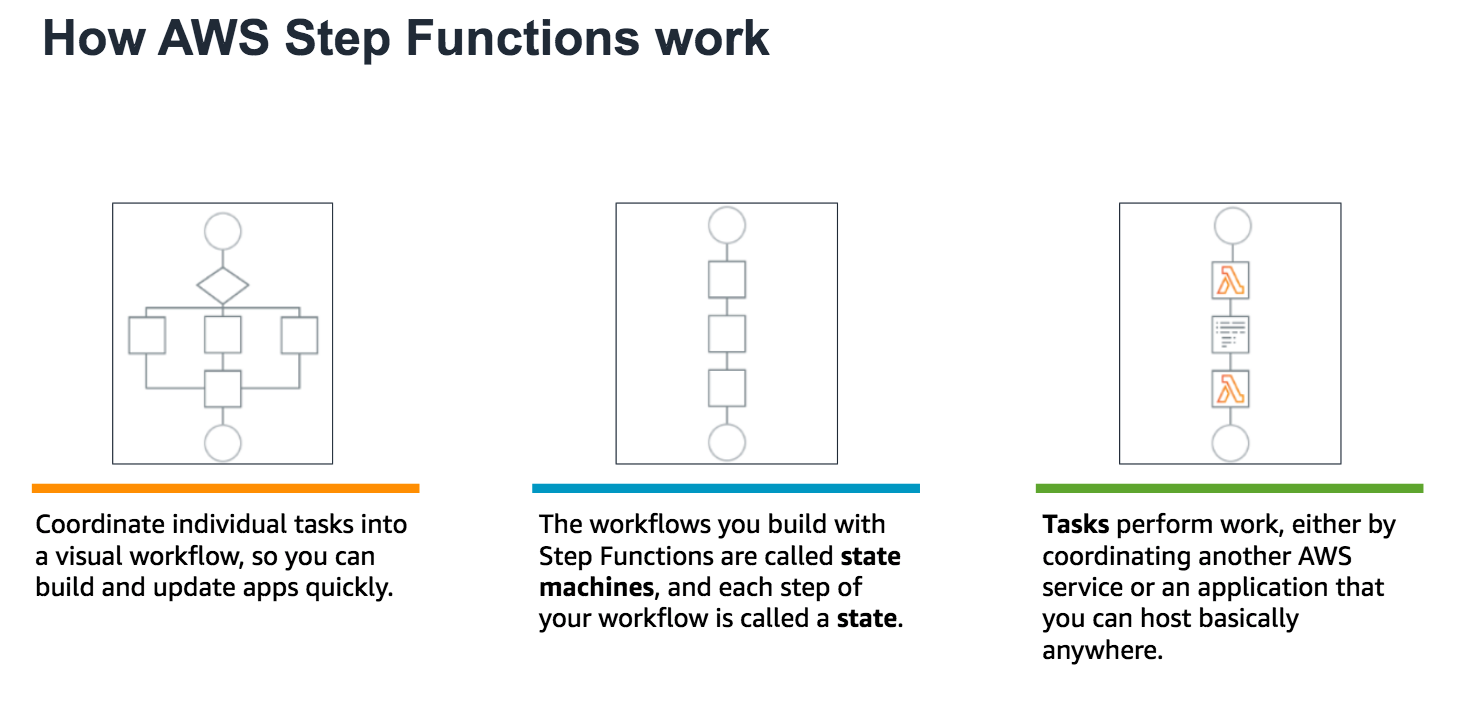 How AWS Step Functions work
Coordinate individual tasks into
a visual workflow, so you can
build and update apps quickly.
The workflows you build with
Step Functions are called state
machines, and each step of
your workflow is called a state.
Tasks perform work, either by
coordinating another AWS
service or an application that
you can host basically
anywhere.